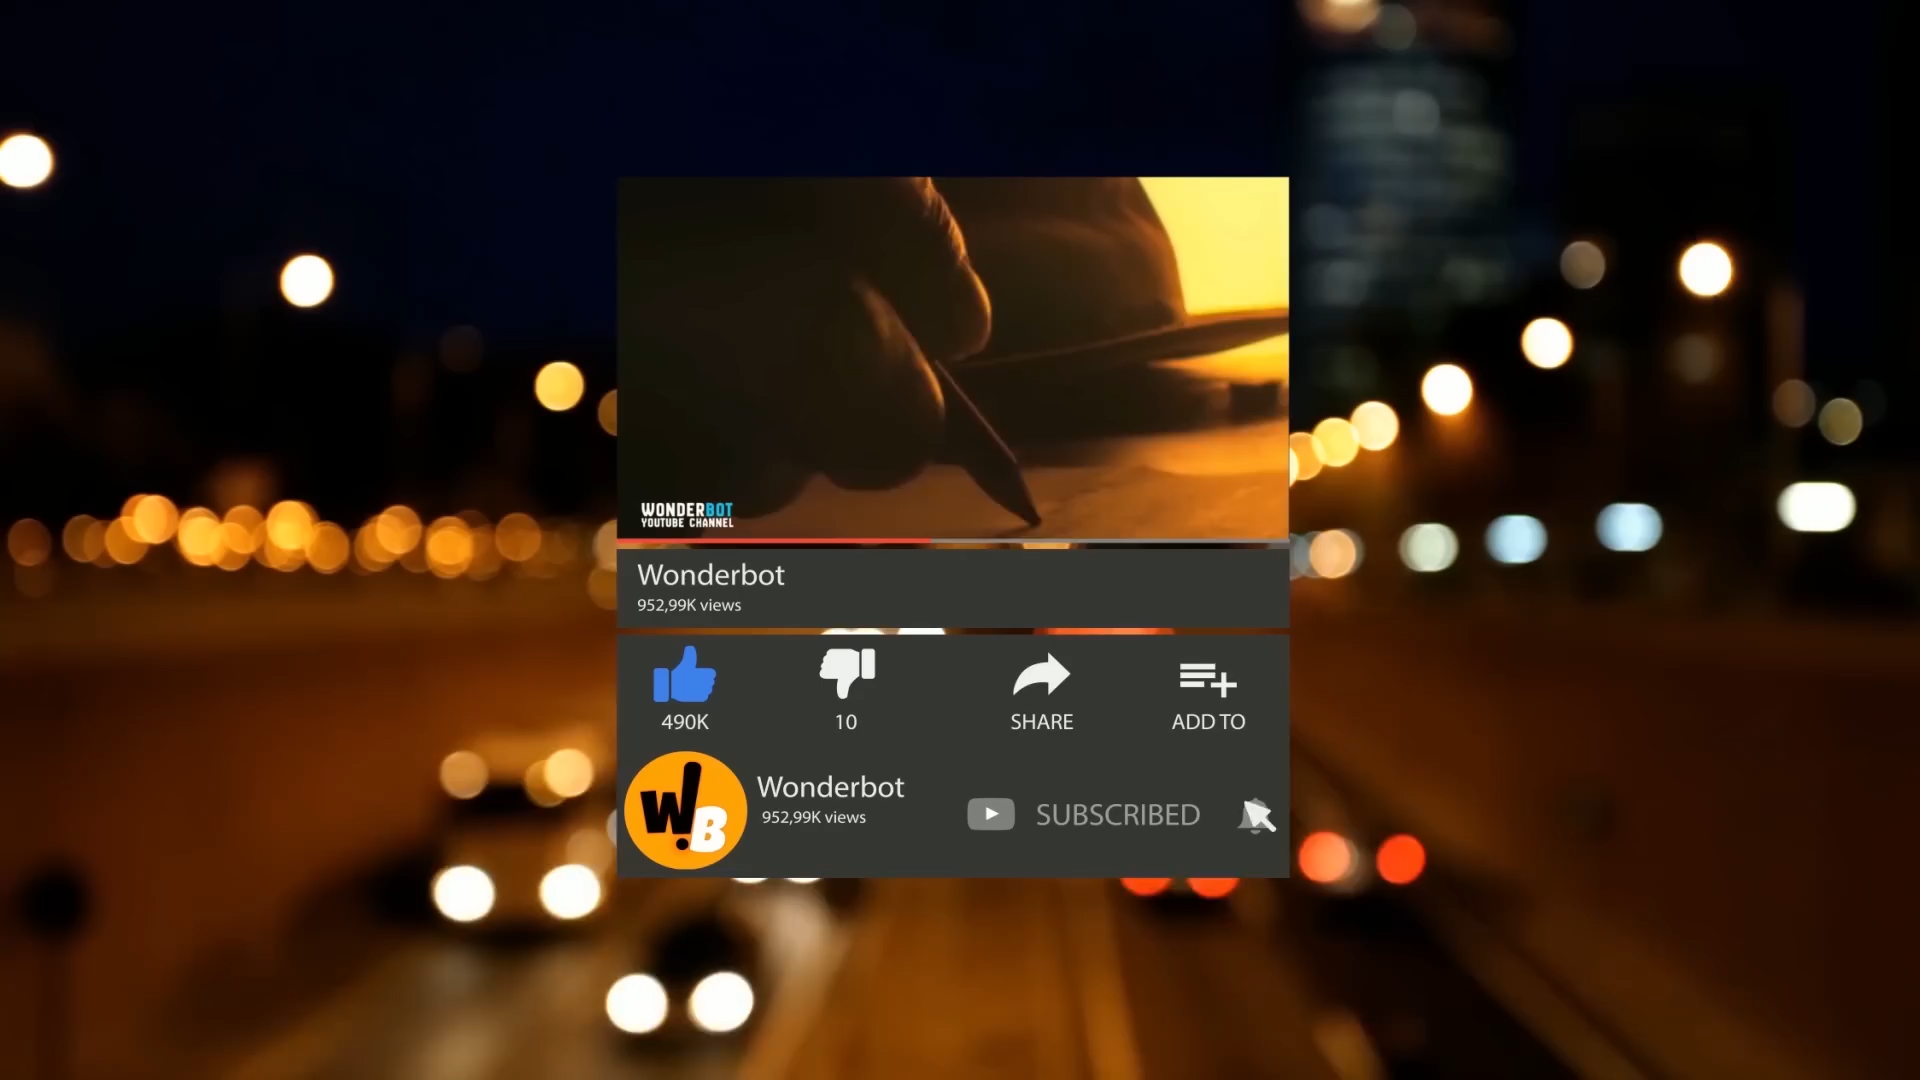 WONDERBOT
YOUTUBE CHANNEL
Wonderbot
952,99K views
490K
10
SHARE
ADD TO
W!B
Wonderbot
952,99K views
SUBSCRIBED